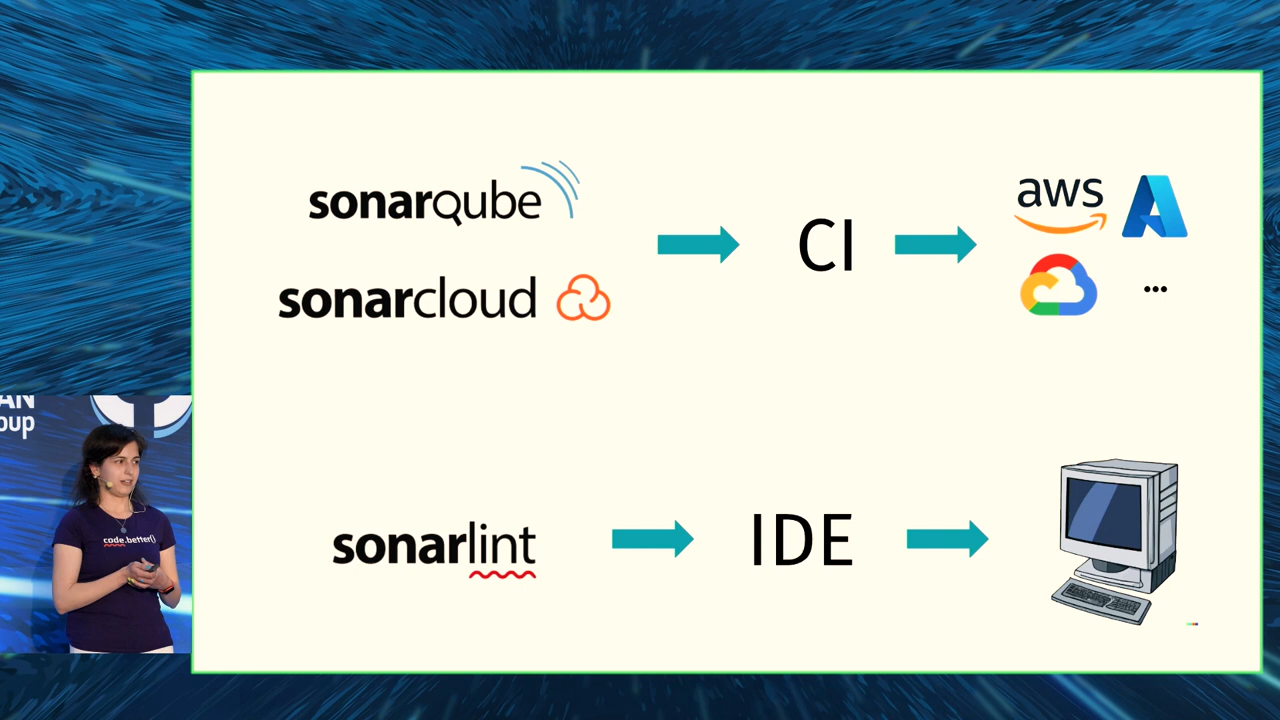 sonarqube
sonarcloud
CI
aws
...
sonarlint
IDE
AN
oup
code.better()